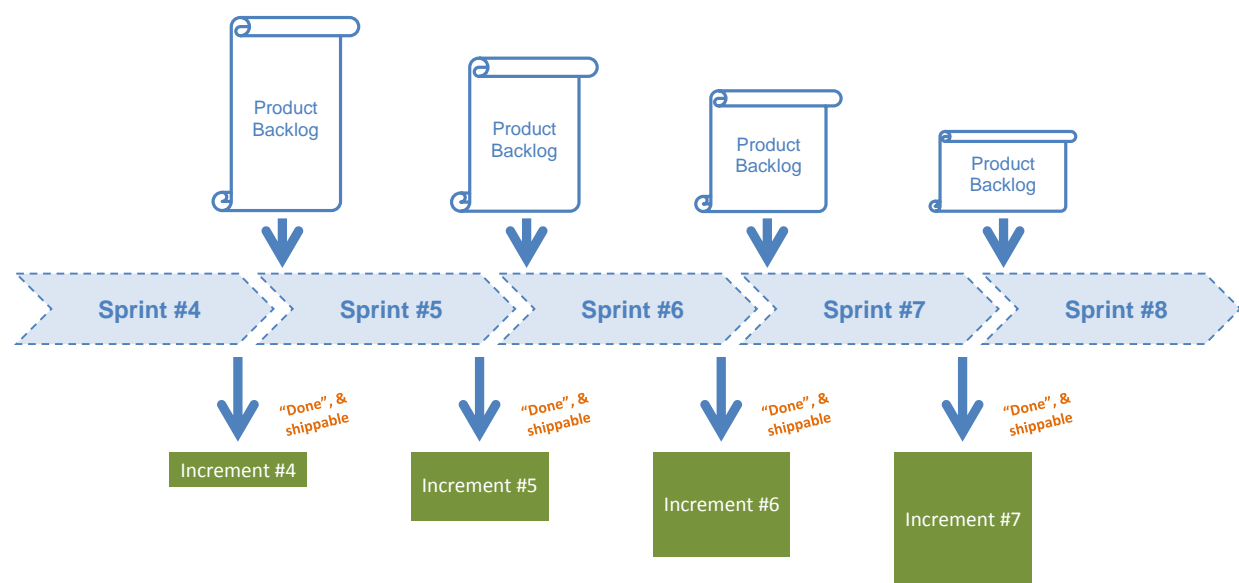 Product
Backlog
Product
Backlog
Product
Backlog
Product
Backlog
Sprint #4
Sprint #5
Sprint #6
Sprint #7
Sprint #8
“Done”, &
shippable
“Done”, &
shippable
“Done”, &
shippable
“Done”, &
shippable
Increment #4
Increment #5
Increment #6
Increment #7